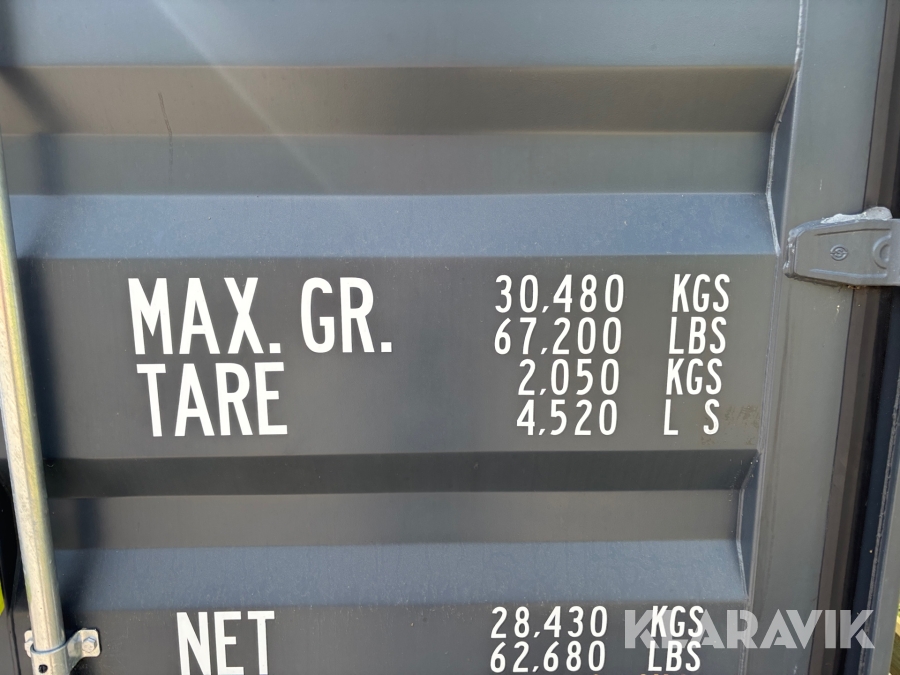 MAX. GR. 30,480 KGS
67,200 LBS
TARE 2,050 KGS
4,520 L S
NET 28,430 KGS
62,680 LBS
KLARAVIK